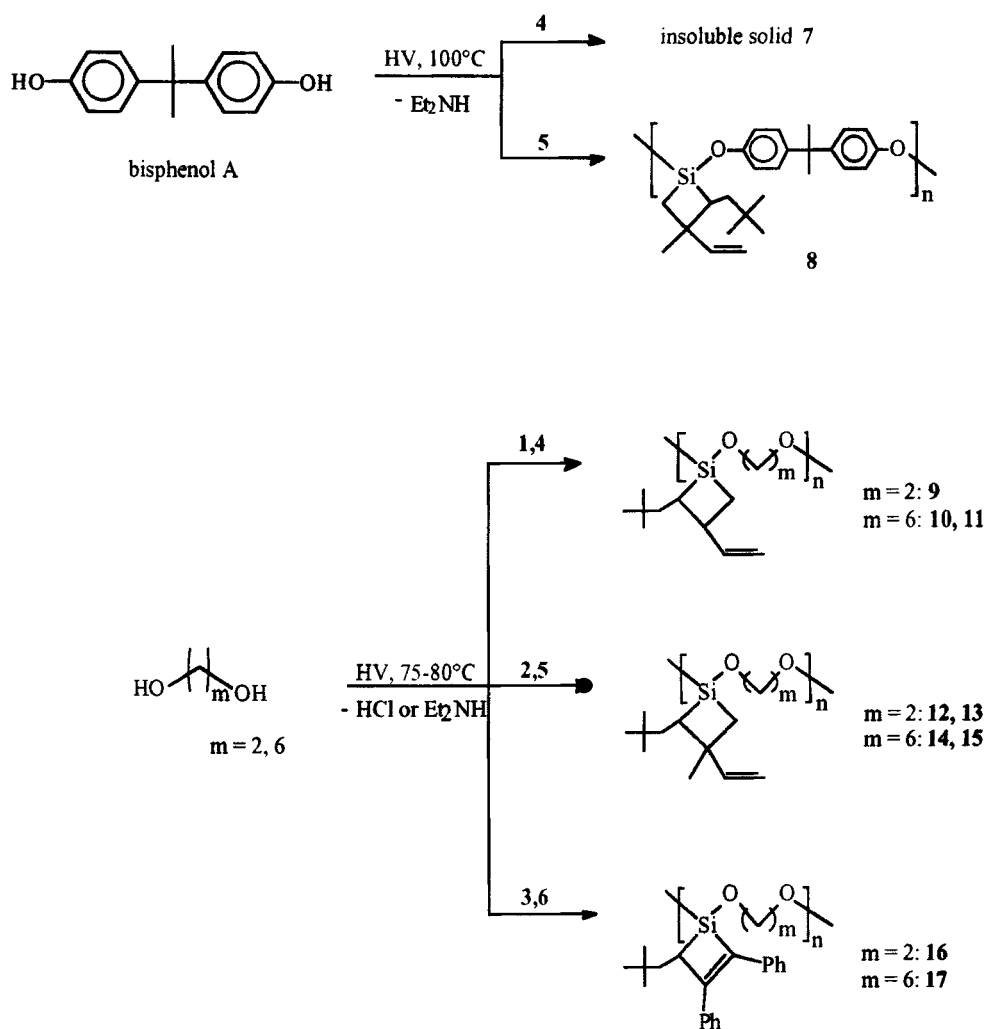 4
insoluble solid 7
HO
OH
HV, 100°C
- Et₂NH
bisphenol A
5
O
O
Si
n
8
1,4
O
O
Si
m
n
m = 2: 9
m = 6: 10, 11
HO
OH
m
m = 2, 6
HV, 75-80°C
- HCl or Et₂NH
2,5
O
O
Si
m
n
m = 2: 12, 13
m = 6: 14, 15
3,6
O
O
Si
m
n
Ph
Ph
m = 2: 16
m = 6: 17